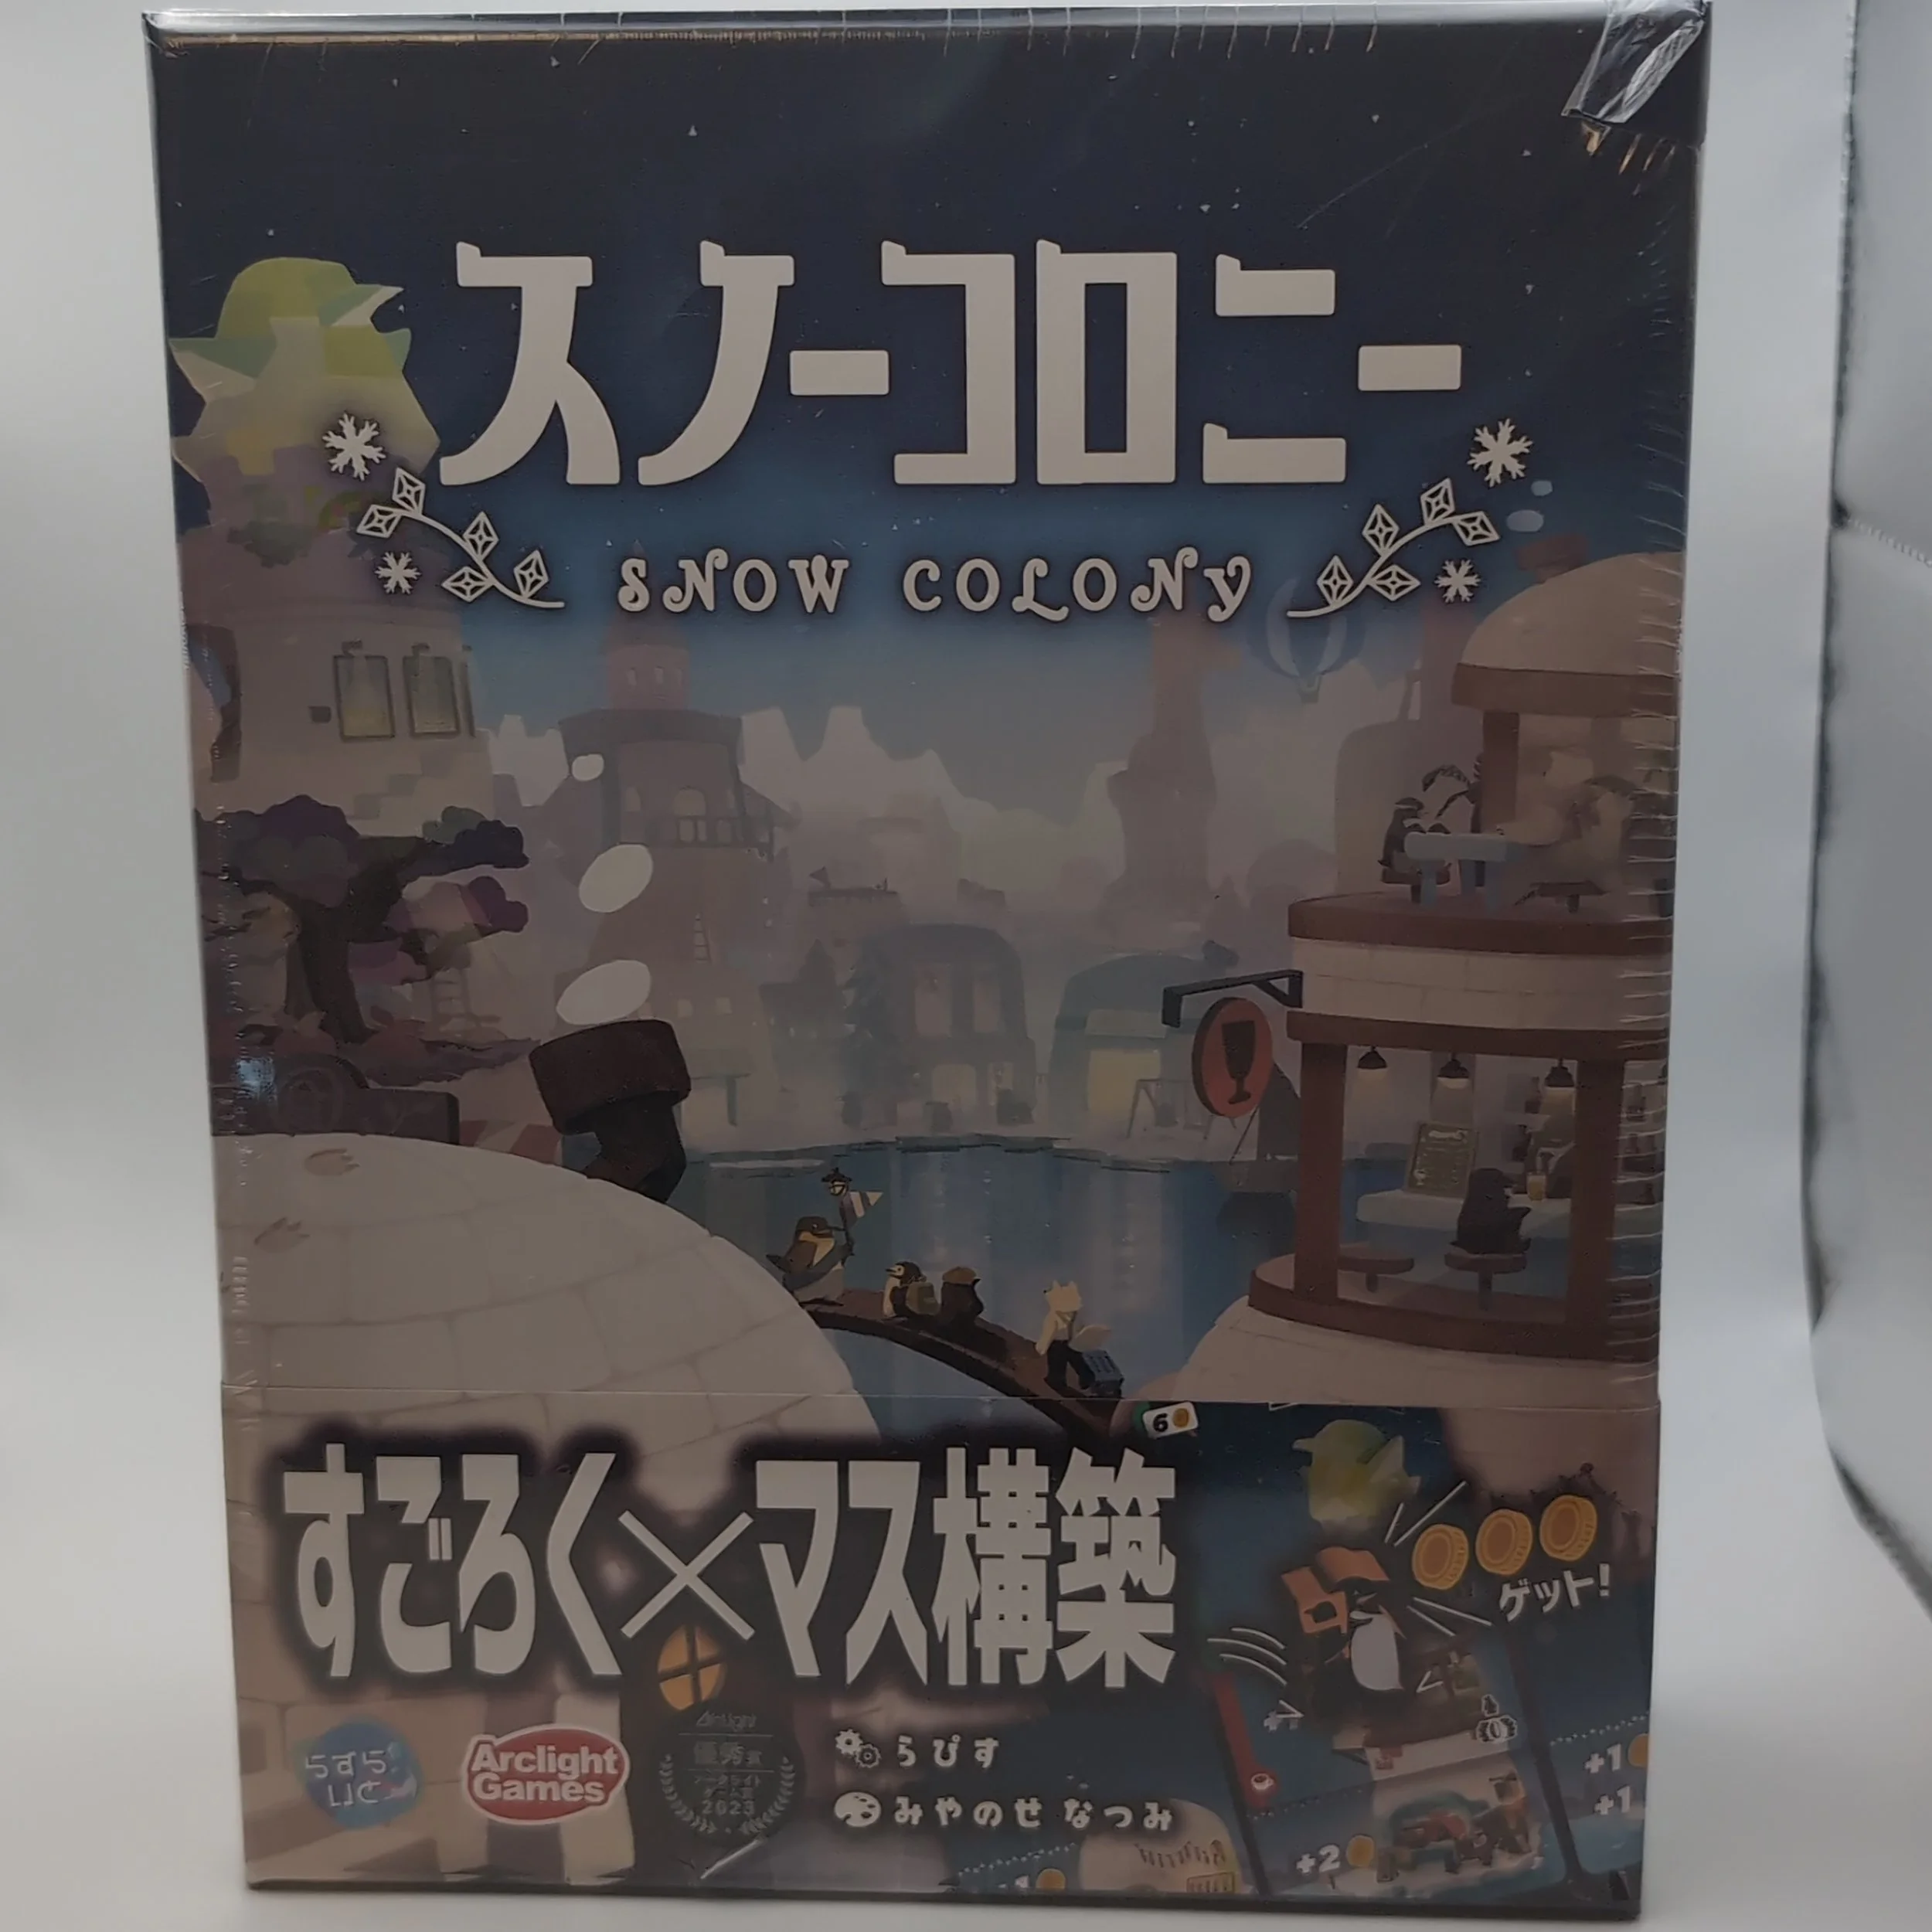 スノーコロニー
SNOW COLONY
6
すごろく×マス構築
ゲット!
らずらいと
Arclight Games
Arclight
優秀賞
アークライト
ゲーム賞
2023
らぴす
みやのせ なつみ
+1
+1
+2